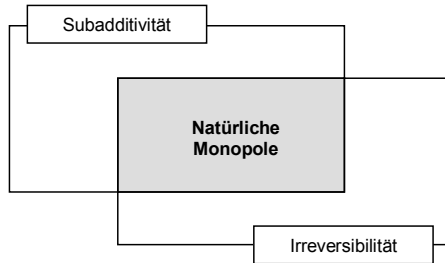 Subadditivität
Natürliche
Monopole
Irreversibilität